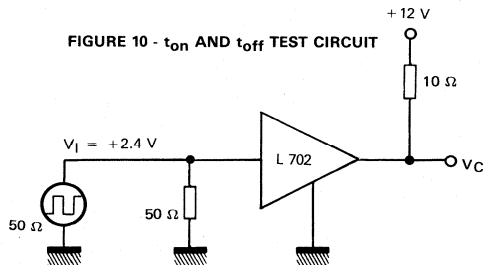 +12 V
FIGURE 10 - ton AND toff TEST CIRCUIT
10 Ω
VI = +2.4 V
L 702
VC
50 Ω
50 Ω